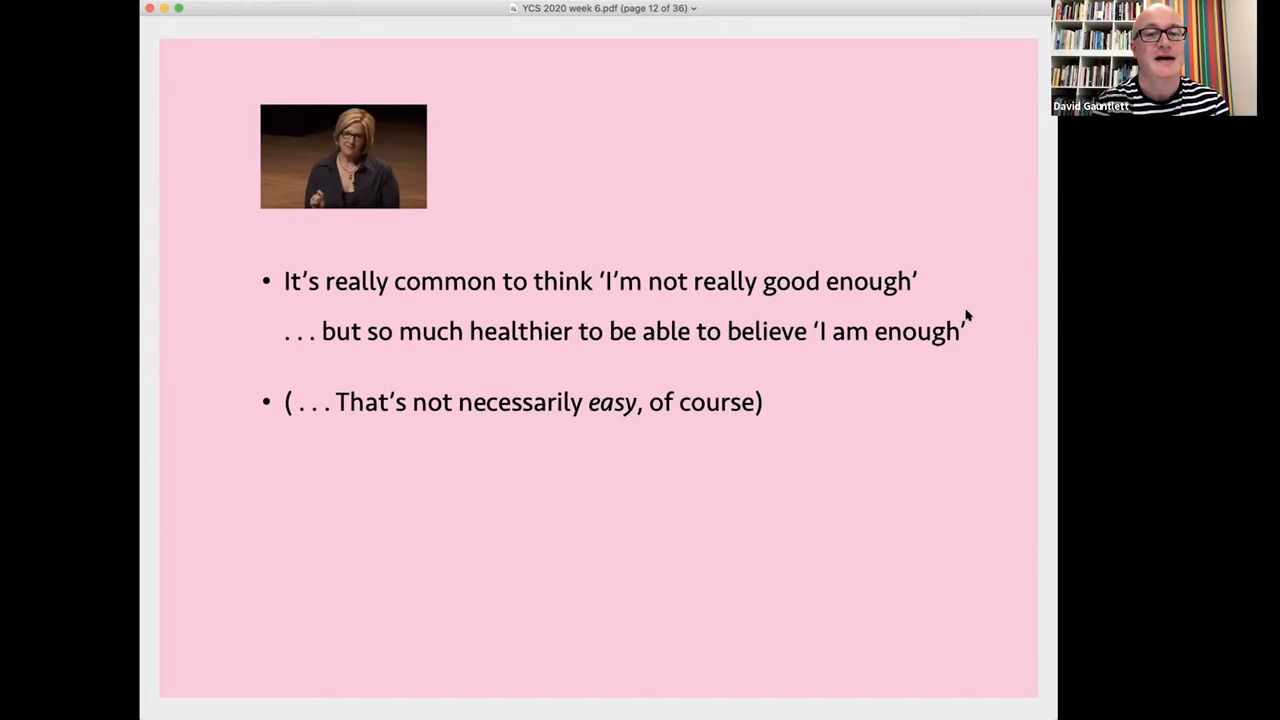 YCS 2020 week 6.pdf (page 12 of 36)
David Gauntlett
• It’s really common to think ‘I’m not really good enough’
. . . but so much healthier to be able to believe ‘I am enough’
• ( . . . That’s not necessarily easy, of course)